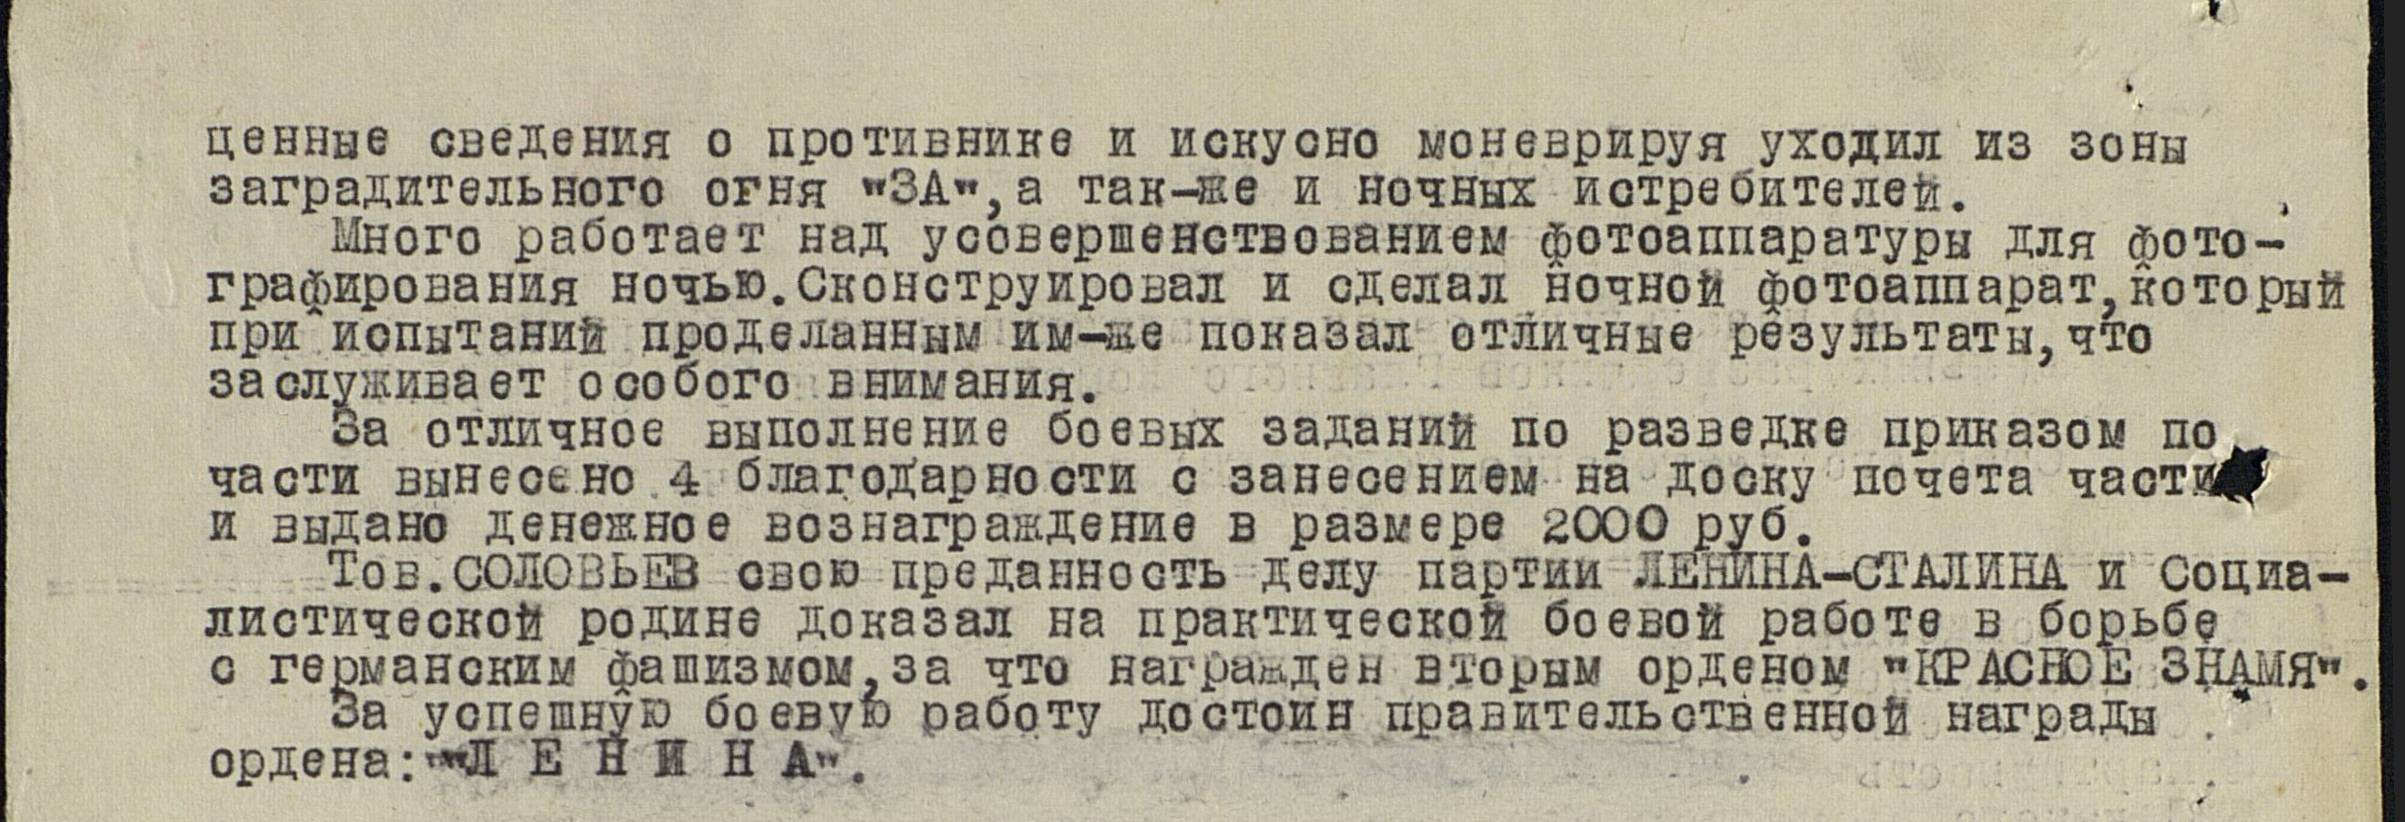 ценные сведения о противнике и искусно моневрируя уходил из зоны
заградительного огня "ЗА",а так-же и ночных истребителей.
Много работает над усовершенствованием фотоаппаратуры для фото-
графирования ночью.Сконструировал и сделал ночной фотоаппарат,который
при испытаний проделанным им-же показал отличные результаты,что
заслуживает особого внимания.
За отличное выполнение боевых заданий по разведке приказом по
части вынесено 4 благодарности с занесением на доску почета части
и выдано денежное вознаграждение в размере 2000 руб.
Тов.СОЛОВЬЕВ свою преданность делу партии ЛЕНИНА-СТАЛИНА и Социа-
листической родине доказал на практической боевой работе в борьбе
с германским фашизмом,за что награжден вторым орденом "КРАСНОЕ ЗНАМЯ".
За успешную боевую работу достоин правительственной награды
ордена: "Л Е Н И Н А".